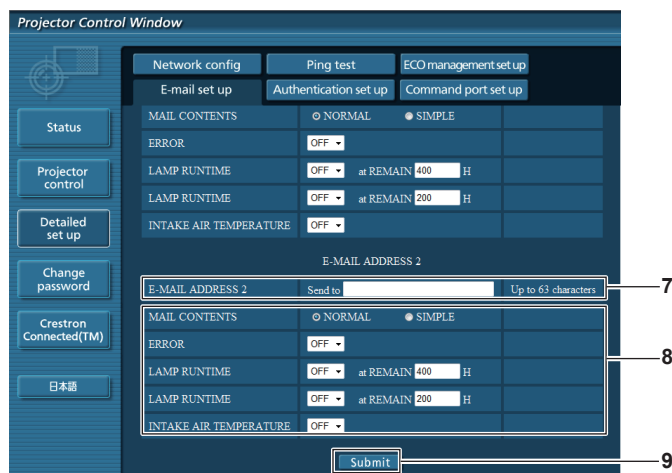 Projector Control Window
Network config Ping test ECO management set up
E-mail set up Authentication set up Command port set up
Status
Projector control
Detailed set up
Change password
Crestron Connected(TM)
日本語
MAIL CONTENTS NORMAL SIMPLE
ERROR OFF
LAMP RUNTIME OFF at REMAIN 400 H
LAMP RUNTIME OFF at REMAIN 200 H
INTAKE AIR TEMPERATURE OFF
E-MAIL ADDRESS 2
E-MAIL ADDRESS 2 Send to Up to 63 characters 7
MAIL CONTENTS NORMAL SIMPLE
ERROR OFF
8
LAMP RUNTIME OFF at REMAIN 400 H
LAMP RUNTIME OFF at REMAIN 200 H
INTAKE AIR TEMPERATURE OFF
Submit 9